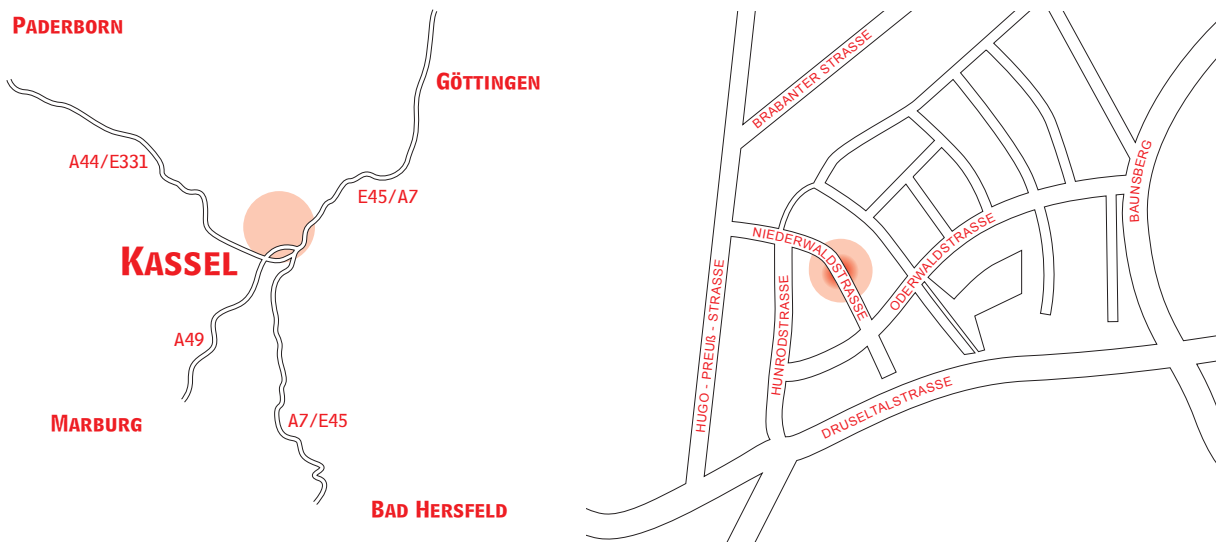 PADERBORN
GÖTTINGEN
A44/E331
E45/A7
KASSEL
A49
MARBURG
A7/E45
BAD HERSFELD
BRABANTER STRASSE
BAUNSBERG
NIEDERWALDSTRASSE
ODERWALDSTRASSE
HUGO - PREUß - STRASSE
HUNRODSTRASSE
DRUSELTALSTRASSE